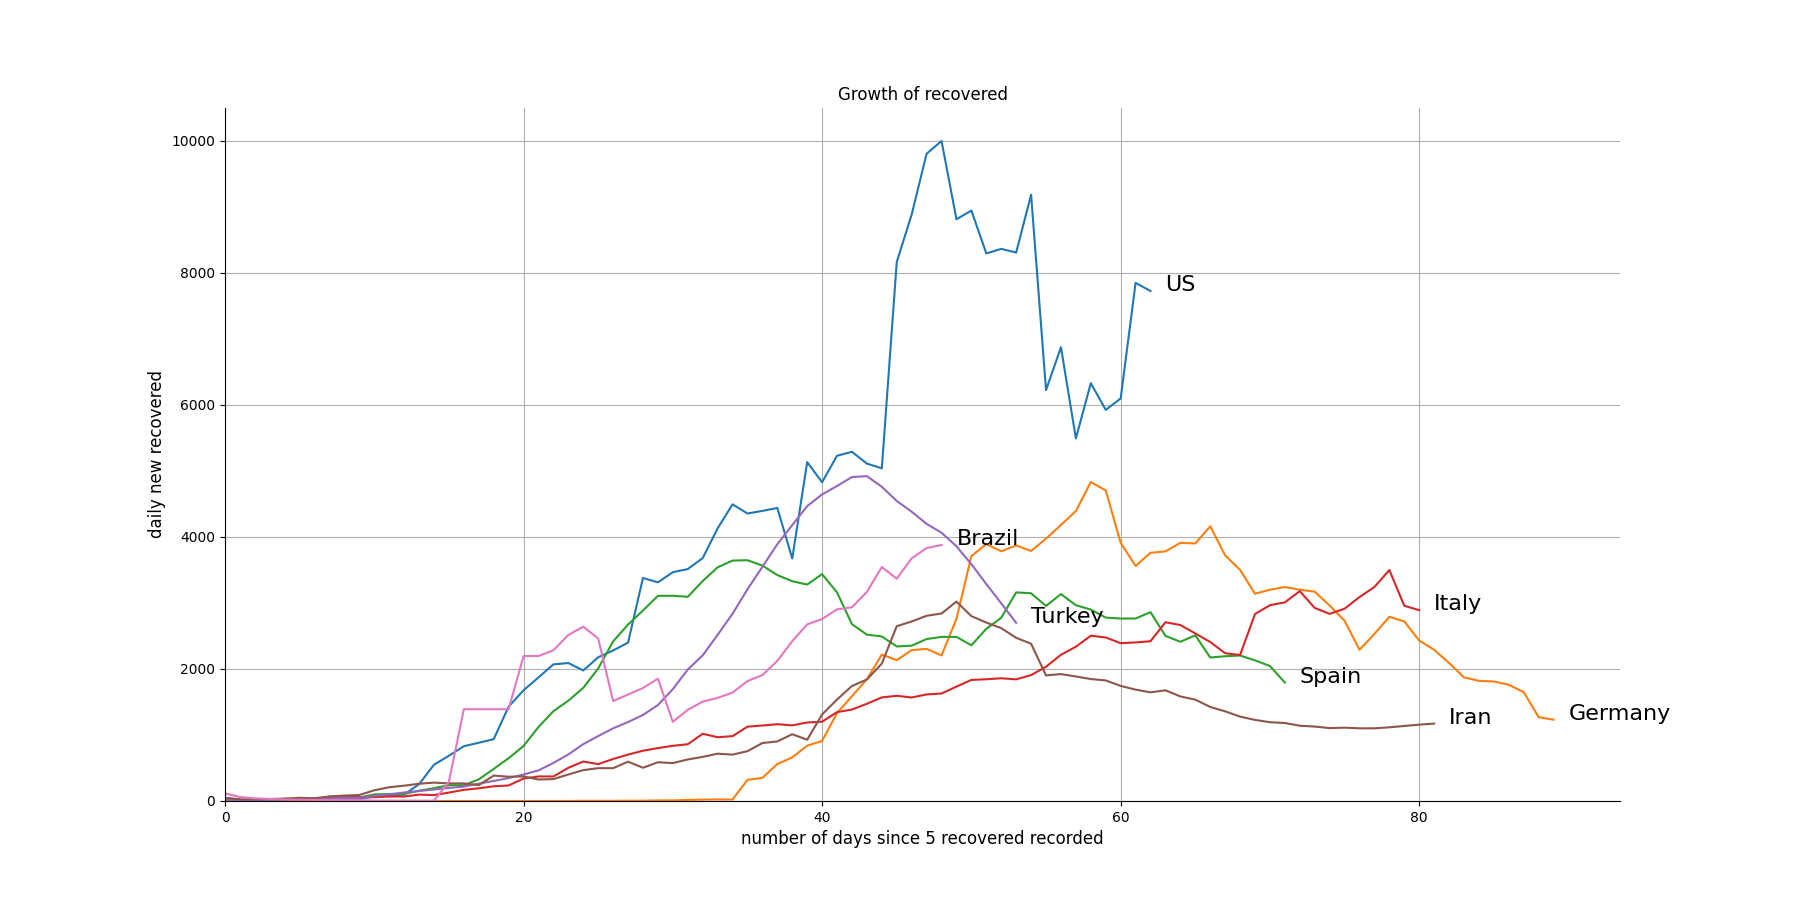 Growth of recovered
10000
8000
6000
4000
2000
0
daily new recovered
US
Brazil
Turkey
Italy
Spain
Iran
Germany
0 20 40 60 80
number of days since 5 recovered recorded